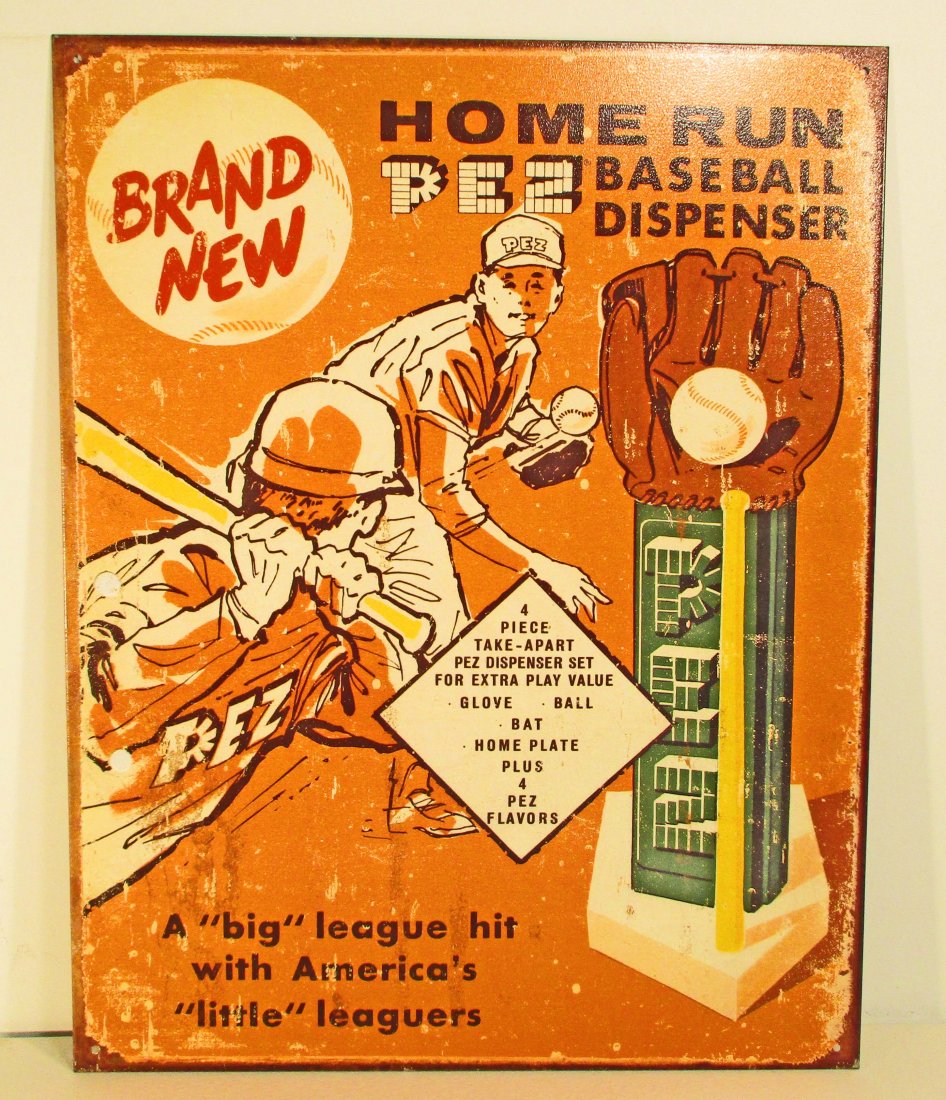 BRAND
NEW
HOME RUN
PEZ
BASEBALL
DISPENSER
PEZ
PEZ
4
PIECE
TAKE-APART
PEZ DISPENSER SET
FOR EXTRA PLAY VALUE
· GLOVE · BALL
· BAT
· HOME PLATE
PLUS
4
PEZ
FLAVORS
PEZ
A "big" league hit
with America's
"little" leaguers